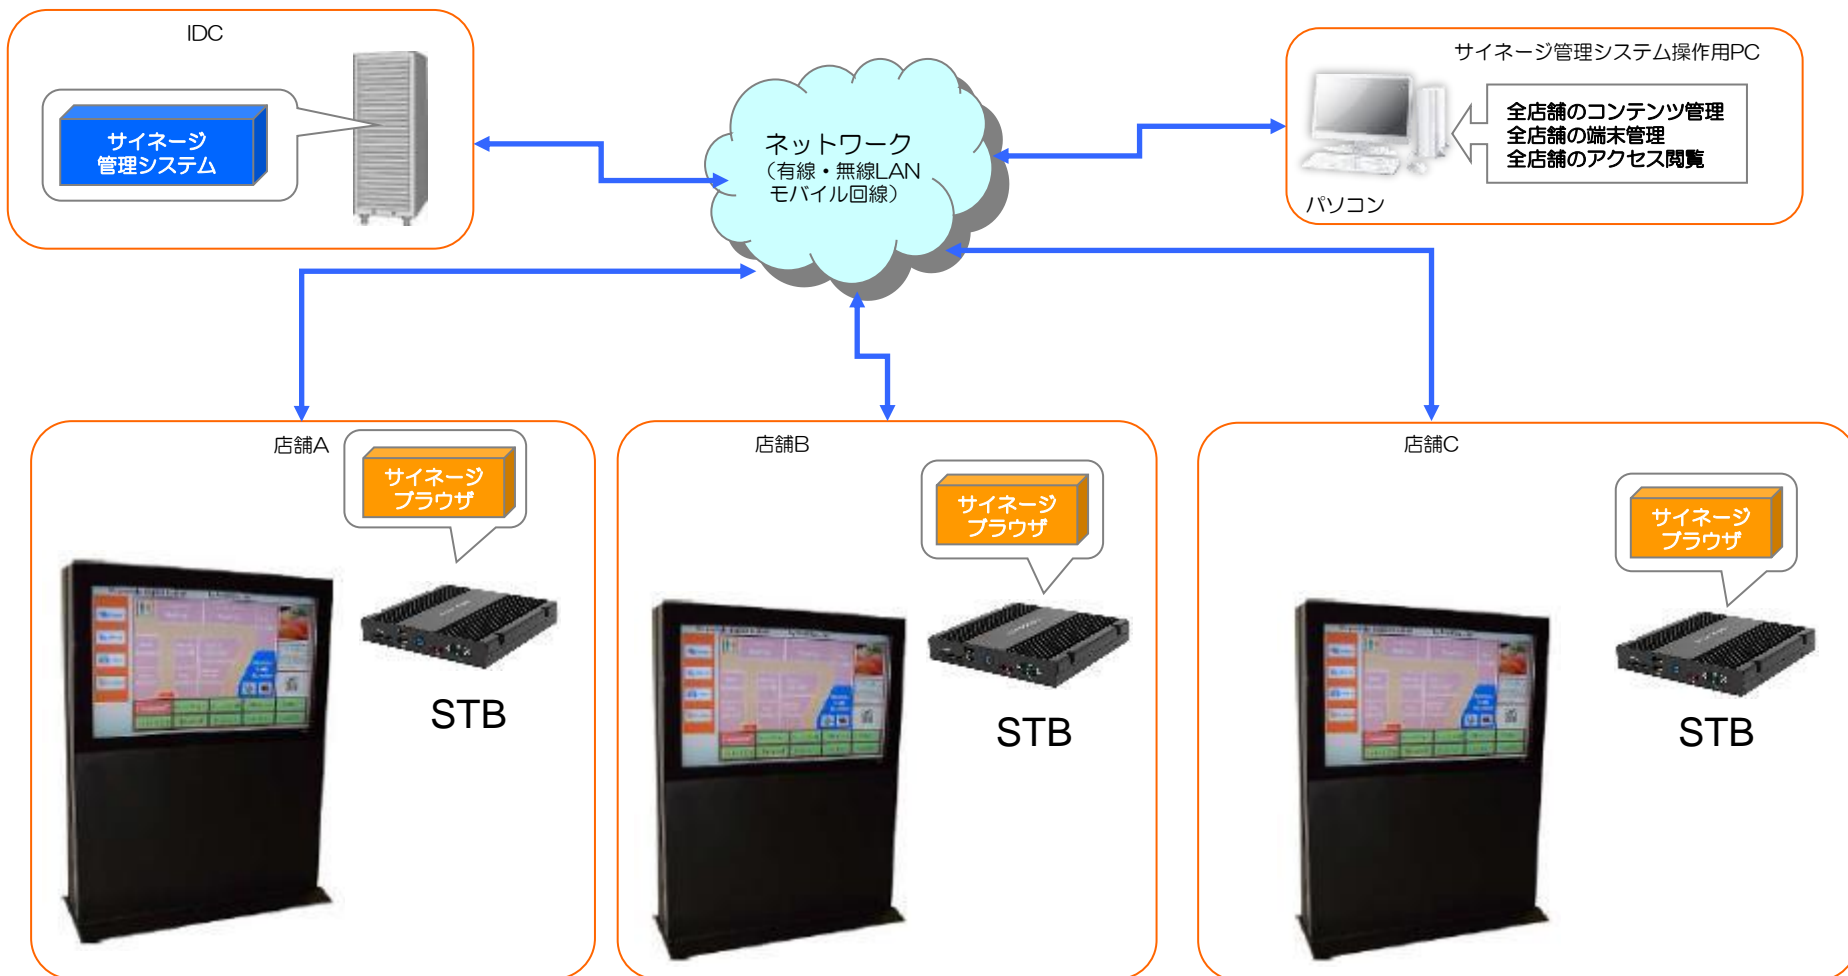 IDC
サイネージ
管理システム
ネットワーク
（有線・無線LAN
モバイル回線）
サイネージ管理システム操作用PC
全店舗のコンテンツ管理
全店舗の端末管理
全店舗のアクセス閲覧
パソコン
店舗A
サイネージ
ブラウザ
STB
店舗B
サイネージ
ブラウザ
STB
店舗C
サイネージ
ブラウザ
STB